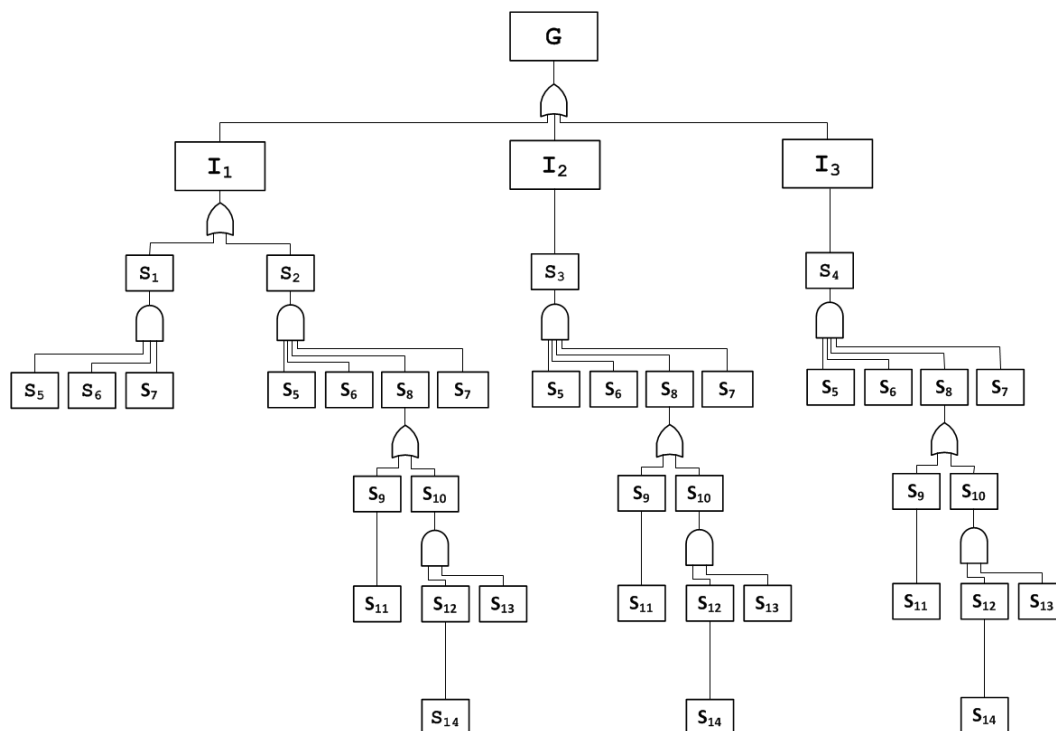 G
I₁ I₂ I₃
S₁ S₂ S₃ S₄
S₅ S₆ S₇ S₅ S₆ S₈ S₇ S₅ S₆ S₈ S₇ S₅ S₆ S₈ S₇
S₉ S₁₀ S₉ S₁₀ S₉ S₁₀
S₁₁ S₁₂ S₁₃ S₁₁ S₁₂ S₁₃ S₁₁ S₁₂ S₁₃
S₁₄ S₁₄ S₁₄